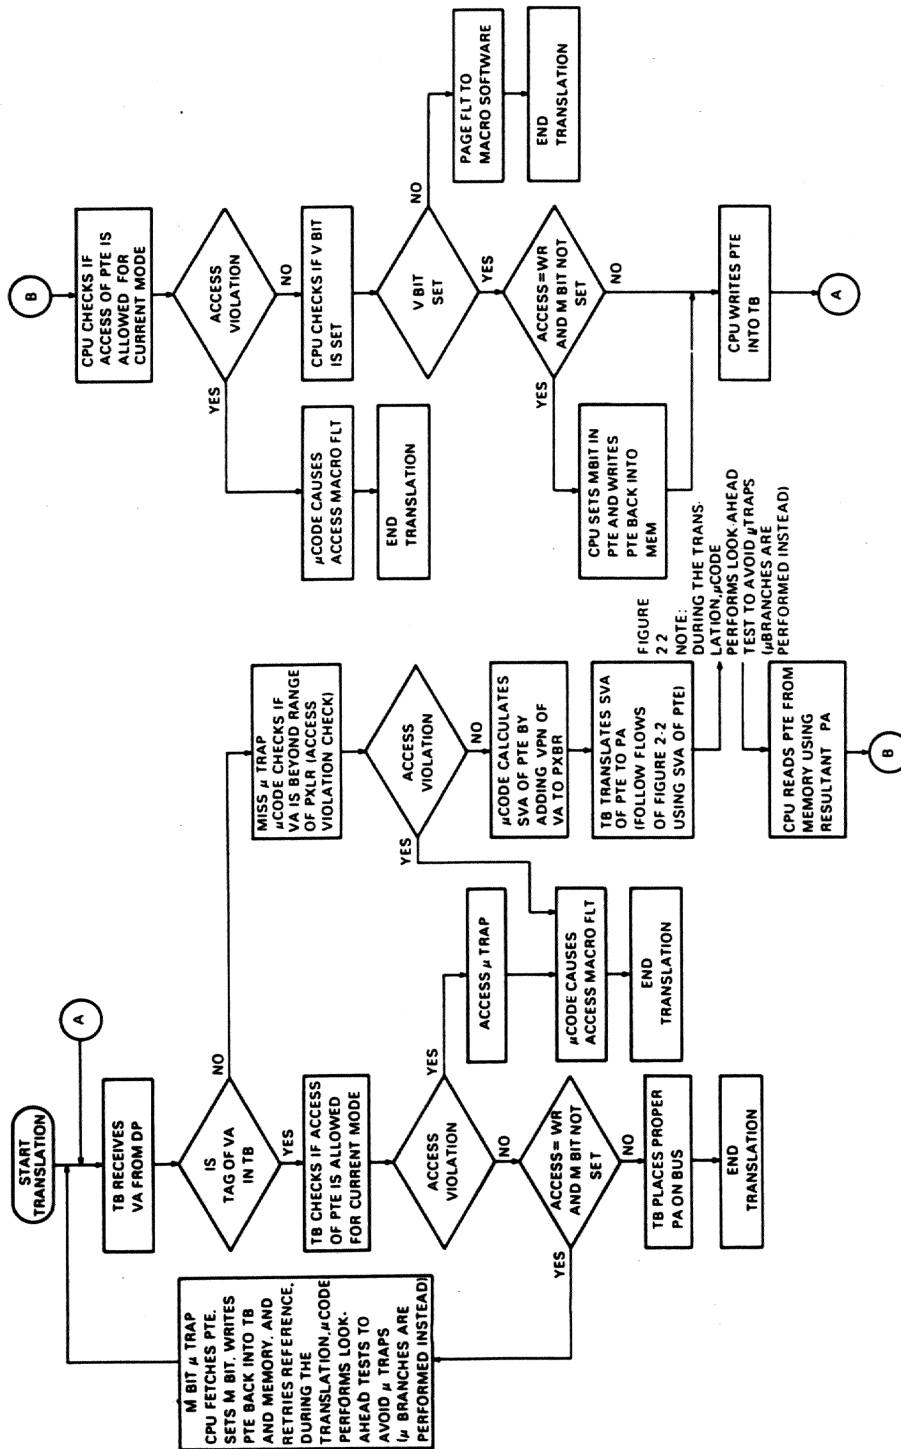 START
TRANSLATION
A
TB RECEIVES
VA FROM DP
IS
TAG OF VA
IN TB
NO
YES
TB CHECKS IF ACCESS
OF PTE IS ALLOWED
FOR CURRENT MODE
ACCESS
VIOLATION
YES
NO
ACCESS μ TRAP
μCODE CAUSES
ACCESS MACRO FLT
END
TRANSLATION
ACCESS= WR
AND M BIT NOT
SET
YES
NO
TB PLACES PROPER
PA ON BUS
END
TRANSLATION
M BIT μ TRAP
CPU FETCHES PTE.
SETS M BIT, WRITES
PTE BACK INTO TB
AND MEMORY. AND
RETRIES REFERENCE.
DURING THE
TRANSLATION,μCODE
PERFORMS LOOK-
AHEAD TESTS TO
AVOID μ TRAPS
(μ BRANCHES ARE
PERFORMED INSTEAD)
MISS μ TRAP
μCODE CHECKS IF
VA IS BEYOND RANGE
OF PXLR (ACCESS
VIOLATION CHECK)
ACCESS
VIOLATION
YES
NO
μCODE CALCULATES
SVA OF PTE BY
ADDING VPN OF
VA TO PXBR
TB TRANSLATES SVA
OF PTE TO PA
(FOLLOW FLOWS
OF FIGURE 2-2
USING SVA OF PTE)
FIGURE
2 2
NOTE:
DURING THE TRANS-
LATION,μCODE
PERFORMS LOOK-AHEAD
TEST TO AVOID μTRAPS
(μBRANCHES ARE
PERFORMED INSTEAD)
CPU READS PTE FROM
MEMORY USING
RESULTANT PA
B
B
CPU CHECKS IF
ACCESS OF PTE IS
ALLOWED FOR
CURRENT MODE
ACCESS
VIOLATION
YES
NO
μCODE CAUSES
ACCESS MACRO FLT
END
TRANSLATION
CPU CHECKS IF V BIT
IS SET
V BIT
SET
NO
YES
PAGE FLT TO
MACRO SOFTWARE
END
TRANSLATION
ACCESS=WR
AND M BIT NOT
SET
YES
NO
CPU SETS MBIT IN
PTE AND WRITES
PTE BACK INTO
MEM
CPU WRITES PTE
INTO TB
A